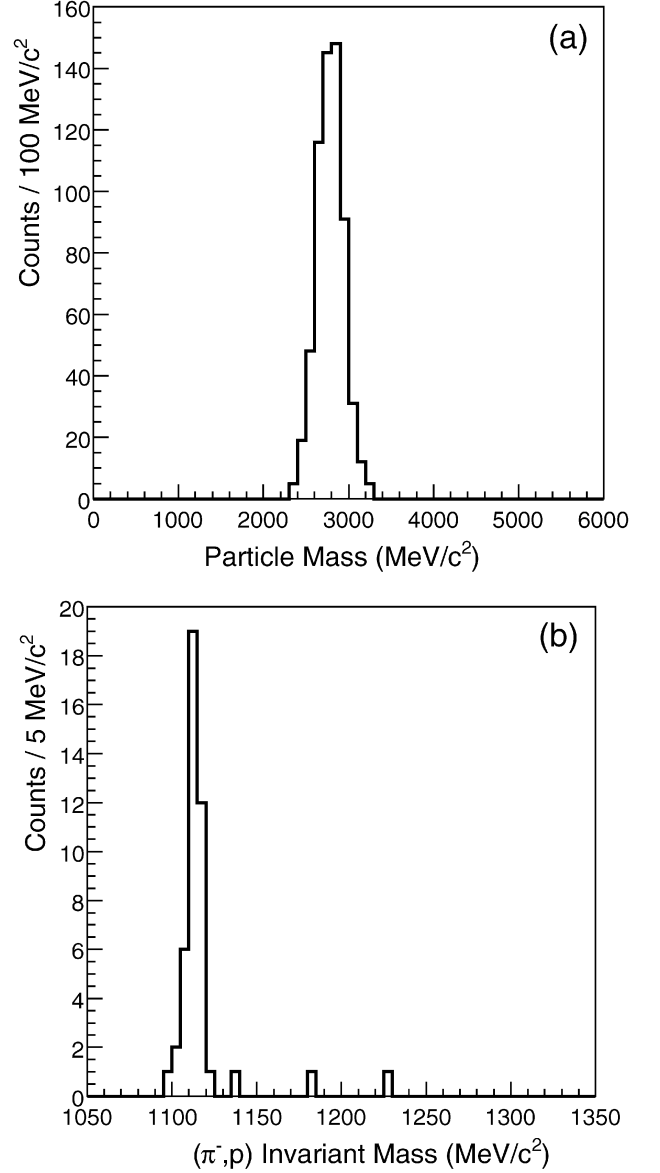 (a)
160
140
120
100
80
60
40
20
0
Counts / 100 MeV/c²
0 1000 2000 3000 4000 5000 6000
Particle Mass (MeV/c²)
(b)
20
18
16
14
12
10
8
6
4
2
0
Counts / 5 MeV/c²
1050 1100 1150 1200 1250 1300 1350
(π⁻,p) Invariant Mass (MeV/c²)